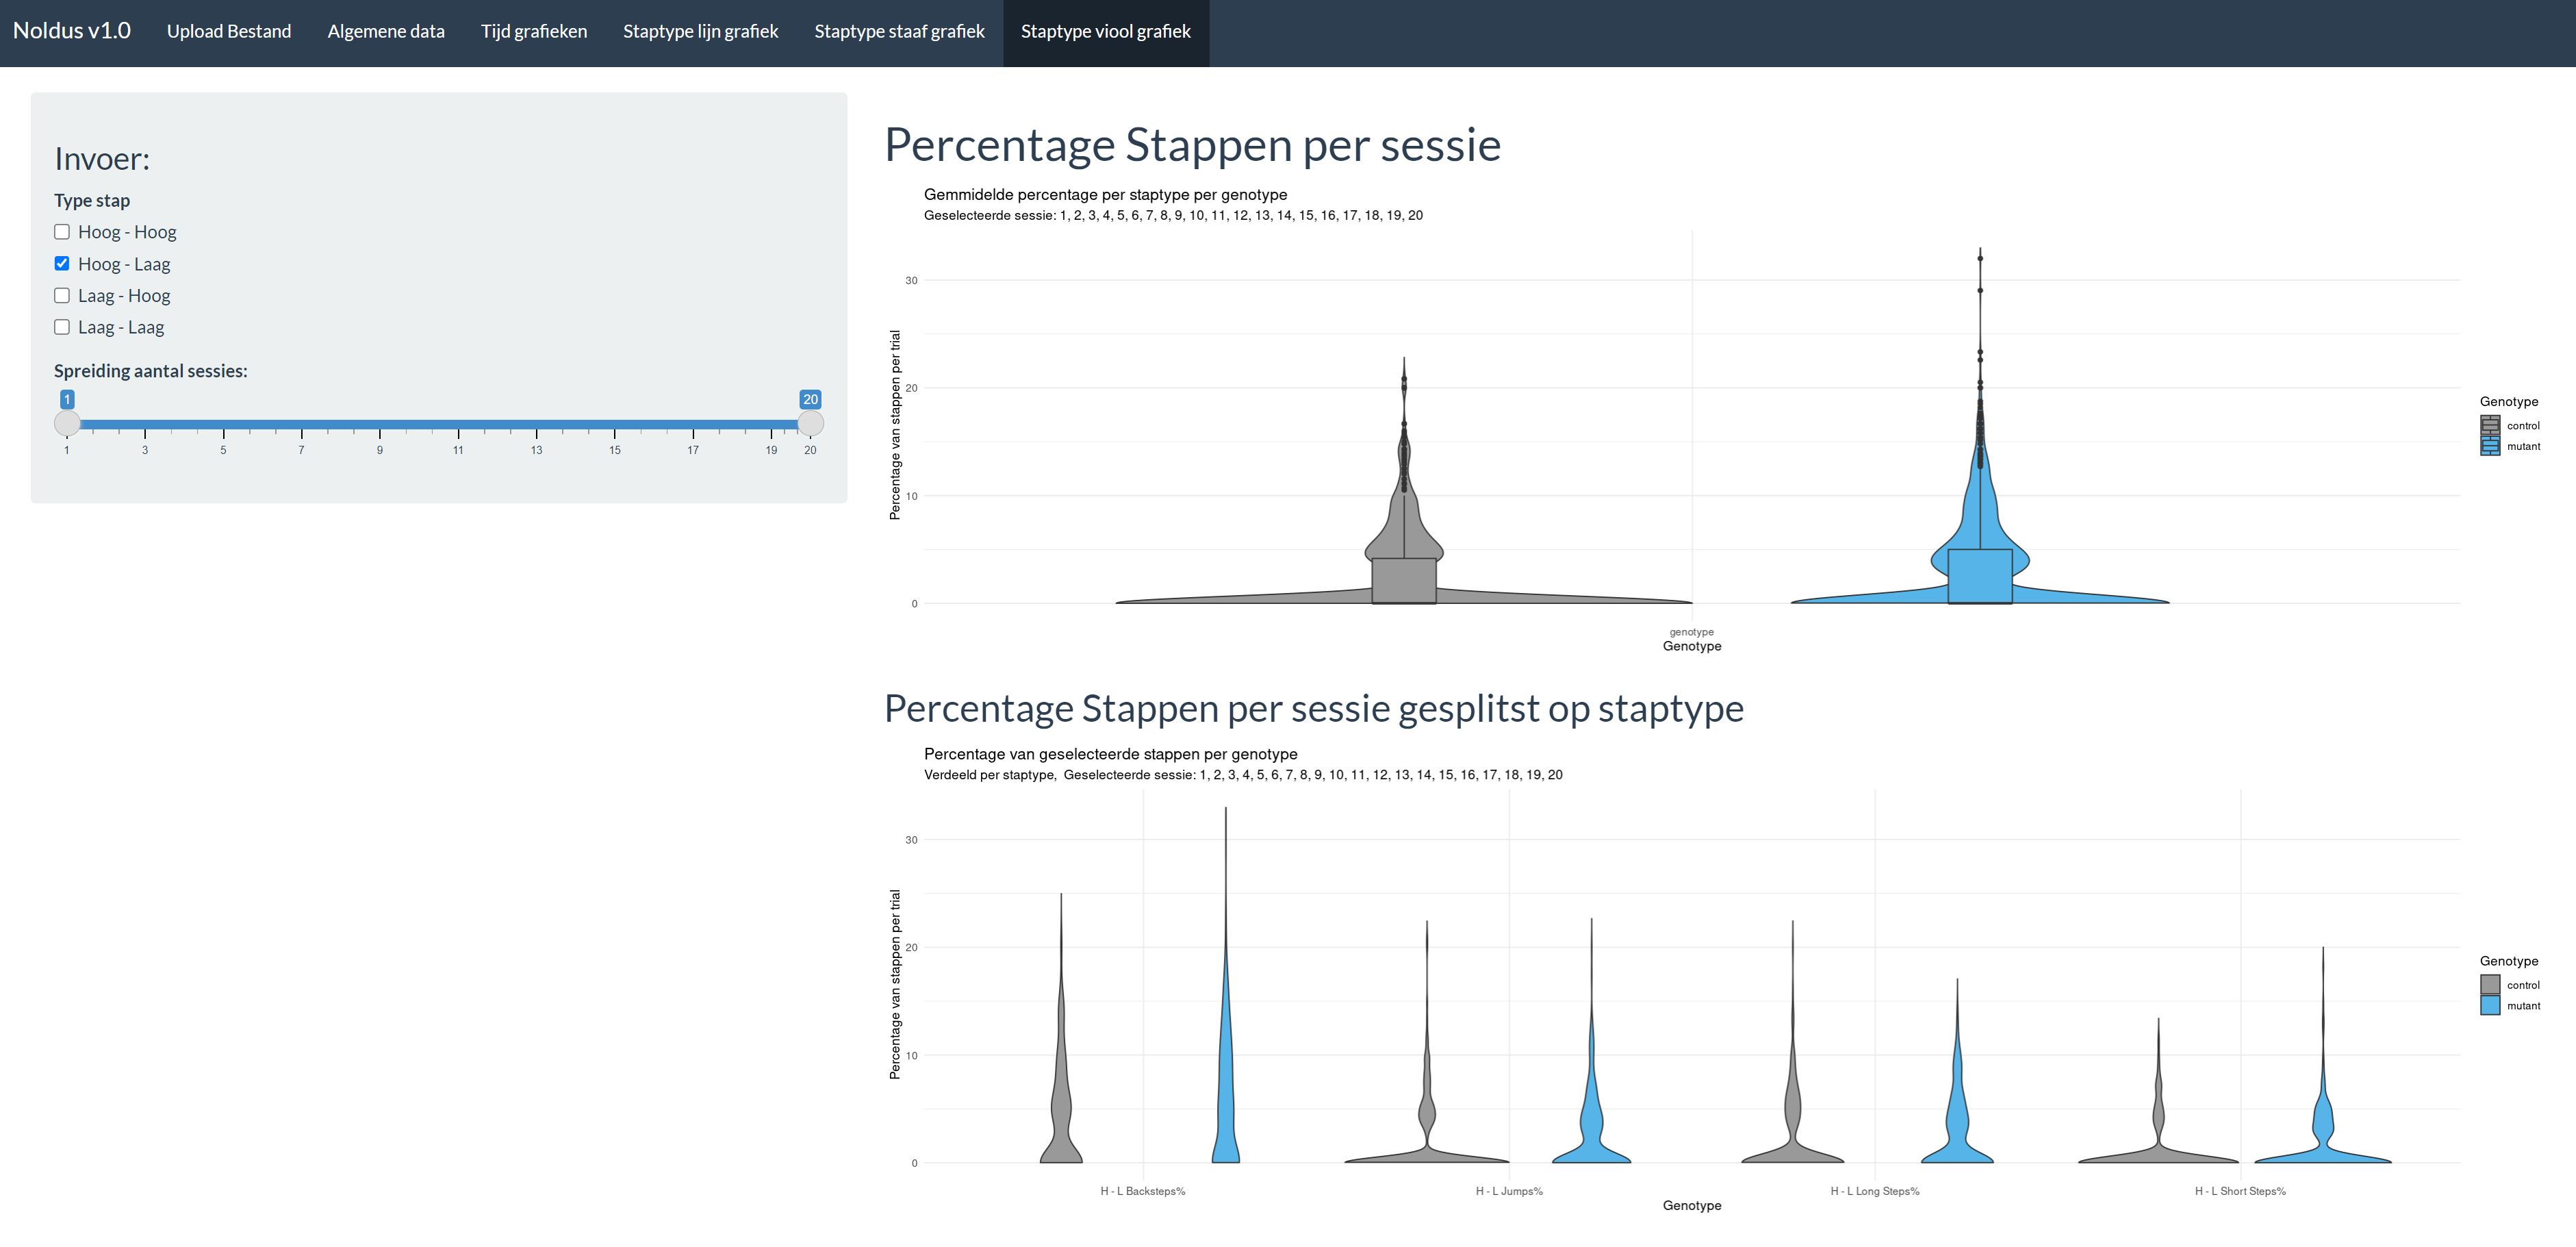 Noldus v1.0 Upload Bestand Algemene data Tijd grafieken Staptype lijn grafiek Staptype staaf grafiek Staptype viool grafiek
Invoer:
Type stap
Hoog - Hoog
Hoog - Laag
Laag - Hoog
Laag - Laag
Spreiding aantal sessies:
1 20
1 3 5 7 9 11 13 15 17 19 20
Percentage Stappen per sessie
Gemmidelde percentage per staptype per genotype
Geselecteerde sessie: 1, 2, 3, 4, 5, 6, 7, 8, 9, 10, 11, 12, 13, 14, 15, 16, 17, 18, 19, 20
Percentage van stappen per trial
30
20
10
0
genotype
Genotype
Genotype
control
mutant
Percentage Stappen per sessie gesplitst op staptype
Percentage van geselecteerde stappen per genotype
Verdeeld per staptype, Geselecteerde sessie: 1, 2, 3, 4, 5, 6, 7, 8, 9, 10, 11, 12, 13, 14, 15, 16, 17, 18, 19, 20
Percentage van stappen per trial
30
20
10
0
H - L Backsteps% H - L Jumps% H - L Long Steps% H - L Short Steps%
Genotype
Genotype
control
mutant